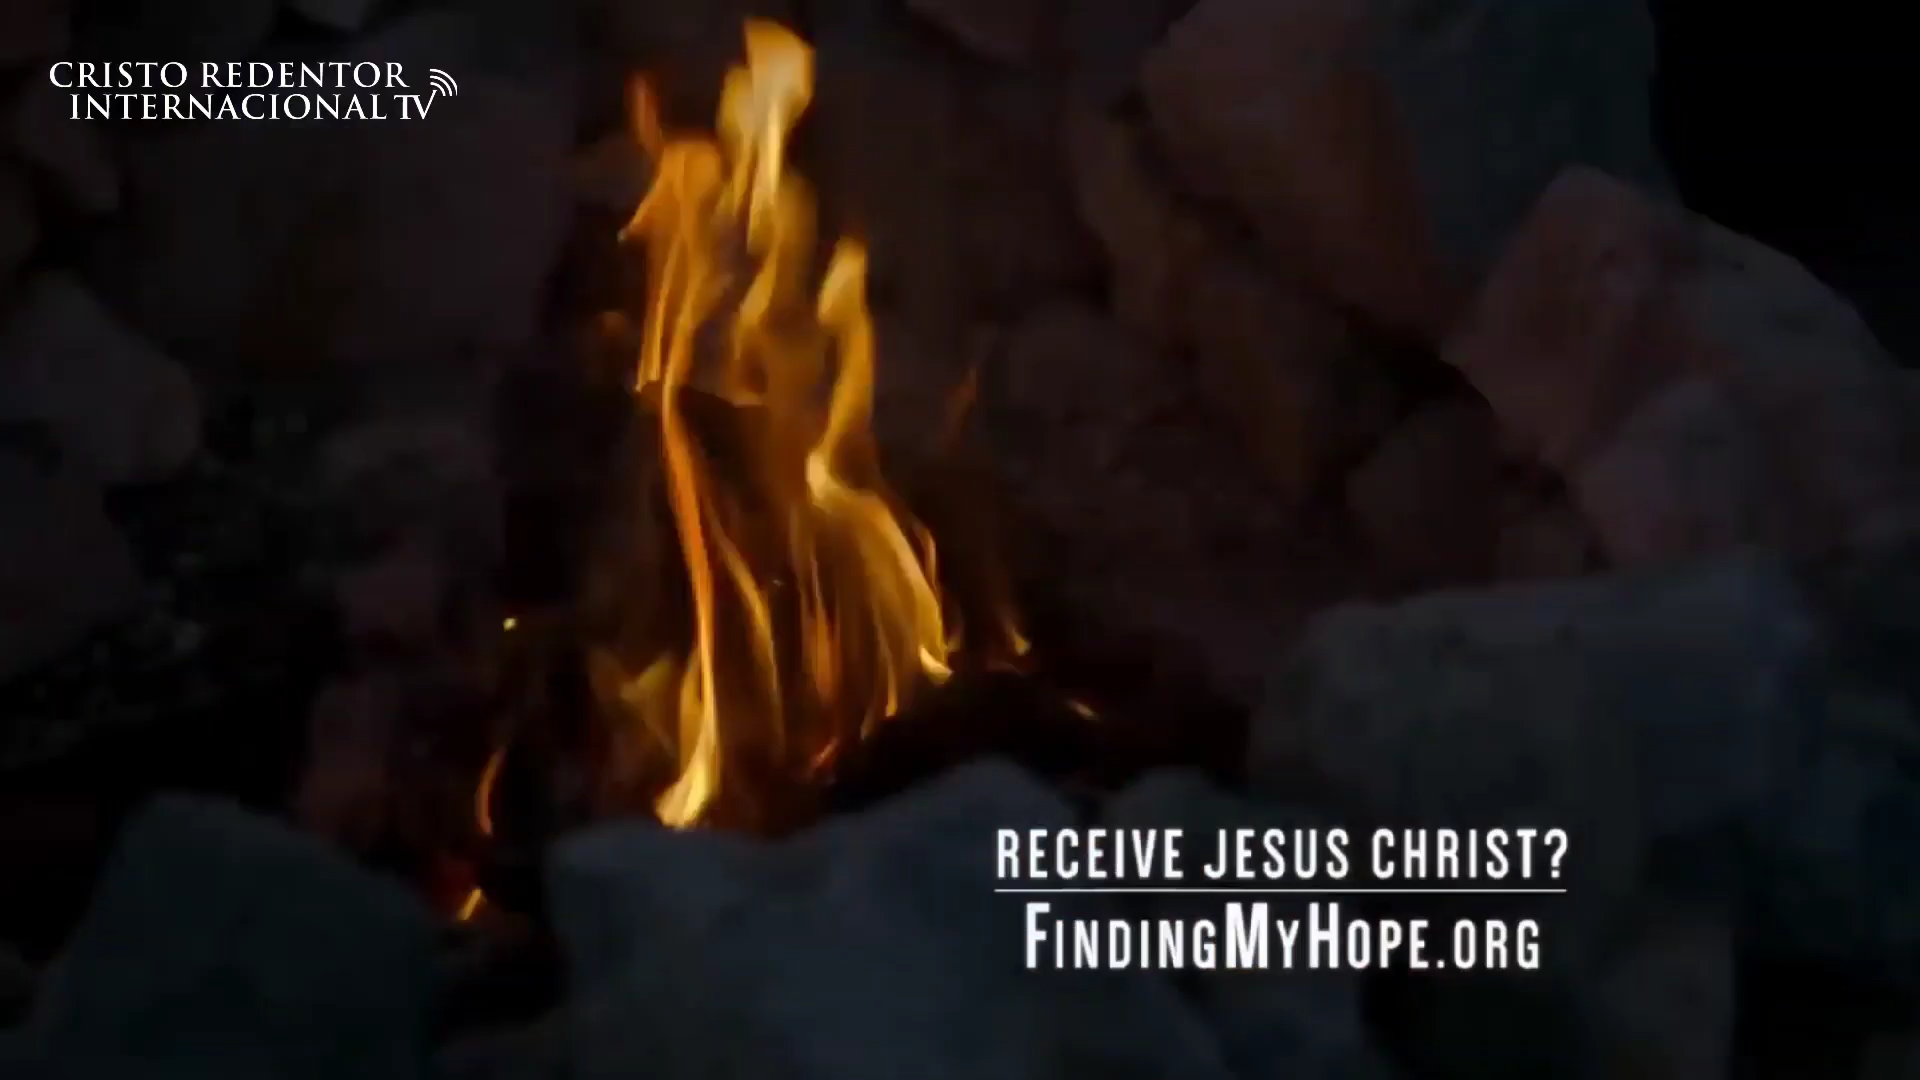 CRISTO REDENTOR
INTERNACIONAL TV
RECEIVE JESUS CHRIST?
FINDINGMYHOPE.ORG